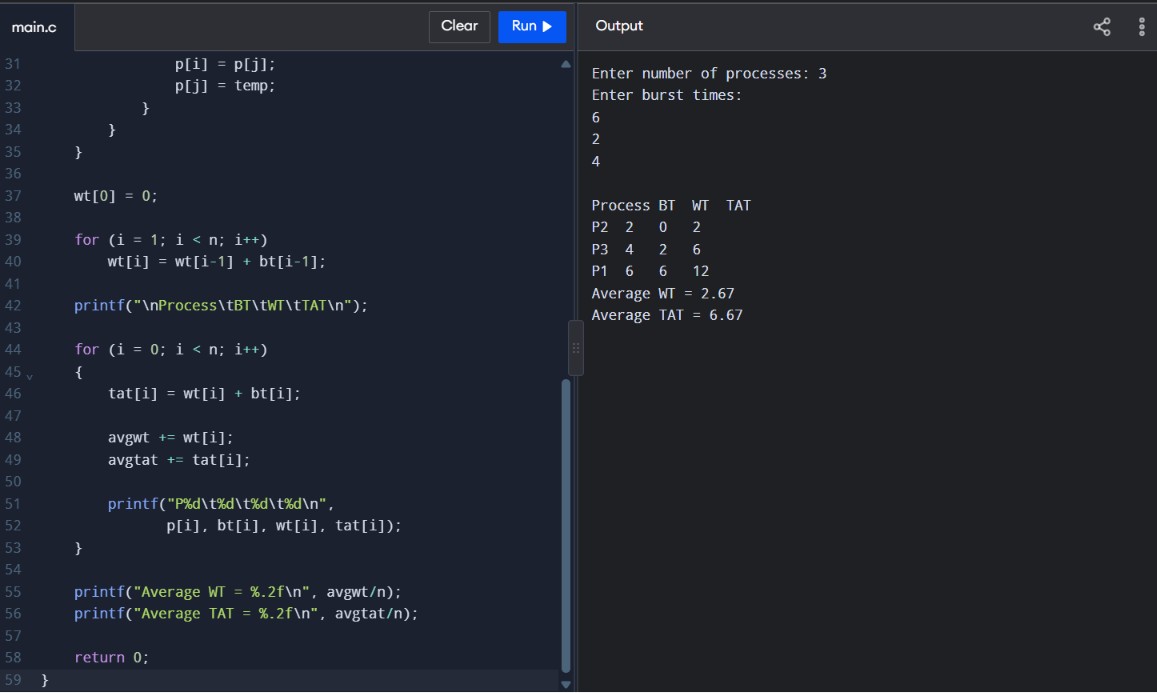 main.c
Clear
Run
31                p[i] = p[j];
32                p[j] = temp;
33            }
34        }
35    }
36
37    wt[0] = 0;
38
39    for (i = 1; i < n; i++)
40        wt[i] = wt[i-1] + bt[i-1];
41
42    printf("\nProcess\tBT\tWT\tTAT\n");
43
44    for (i = 0; i < n; i++)
45    {
46        tat[i] = wt[i] + bt[i];
47
48        avgwt += wt[i];
49        avgtat += tat[i];
50
51        printf("P%d\t%d\t%d\t%d\n",
52               p[i], bt[i], wt[i], tat[i]);
53    }
54
55    printf("Average WT = %.2f\n", avgwt/n);
56    printf("Average TAT = %.2f\n", avgtat/n);
57
58    return 0;
59 }
Output
Enter number of processes: 3
Enter burst times:
6
2
4
Process BT  WT  TAT
P2  2   0   2
P3  4   2   6
P1  6   6   12
Average WT = 2.67
Average TAT = 6.67